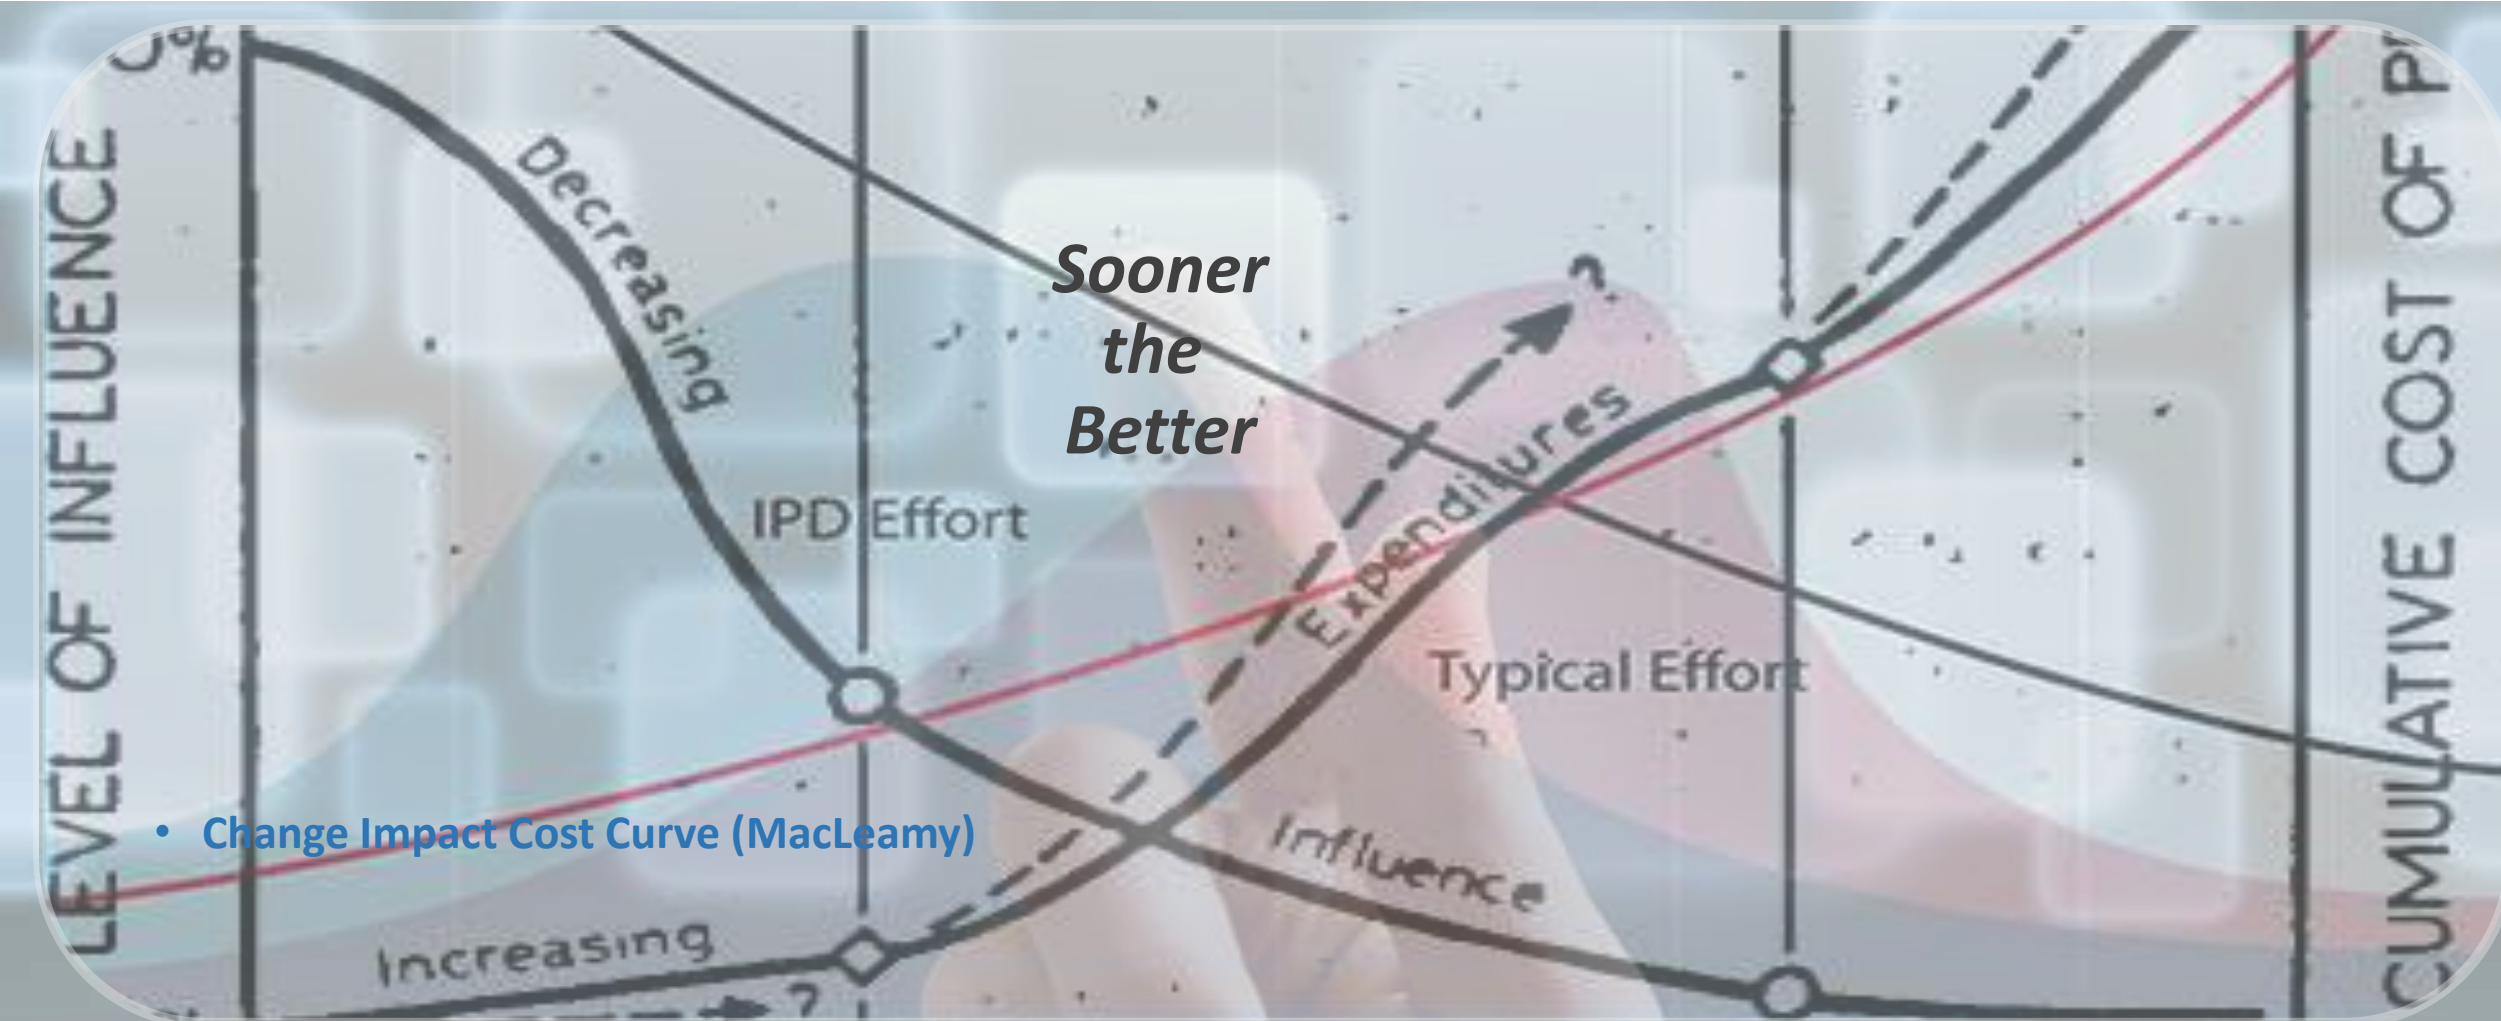 0%
LEVEL OF INFLUENCE
Decreasing
Sooner
the
Better
?
IPD Effort
Expenditures
Typical Effort
• Change Impact Cost Curve (MacLeamy)
Influence
Increasing
?
CUMULATIVE COST OF